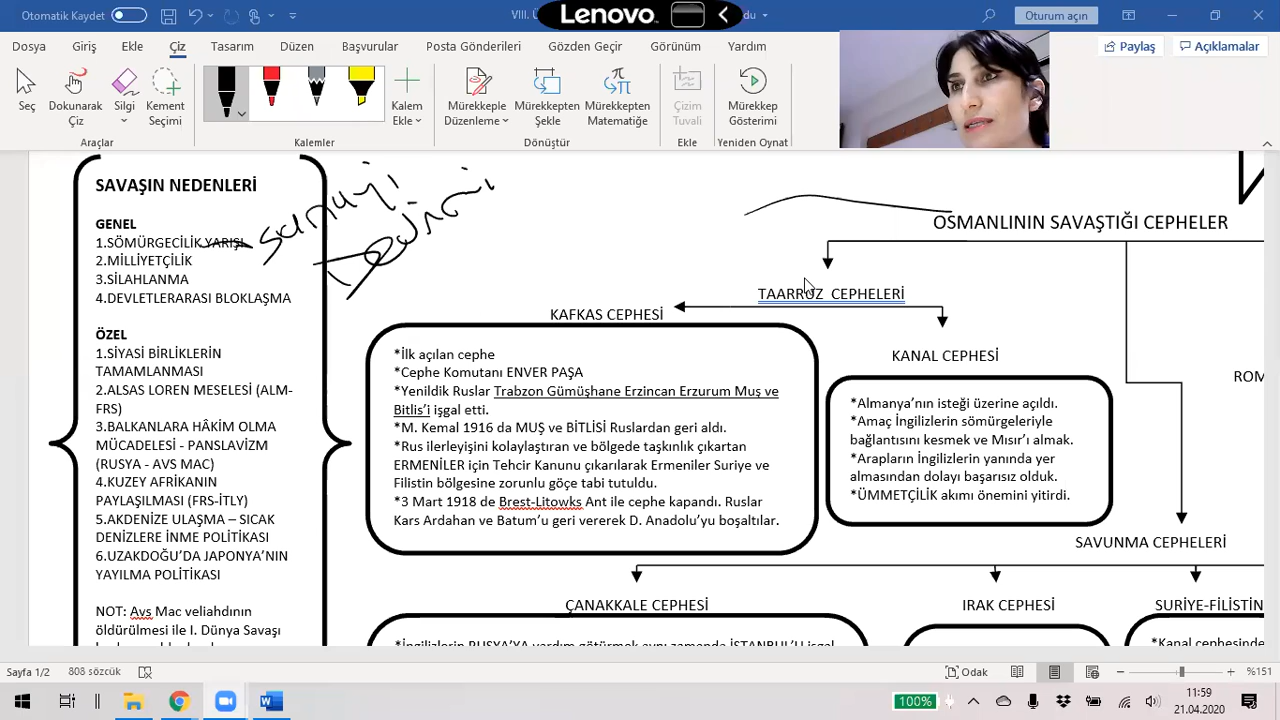 Otomatik Kaydet
VIII. Ü
Lenovo
du
Oturum açın
Dosya
Giriş
Ekle
Çiz
Tasarım
Düzen
Başvurular
Posta Gönderileri
Gözden Geçir
Görünüm
Yardım
Paylaş
Açıklamalar
Seç
Dokunarak
Çiz
Silgi
Kement
Seçimi
Kalem
Ekle
Mürekkeple
Düzenleme
Mürekkepten
Şekle
Mürekkepten
Matematiğe
Çizim
Tuvali
Mürekkep
Gösterimi
Araçlar
Kalemler
Dönüştür
Ekle
Yeniden Oynat
SAVAŞIN NEDENLERİ
GENEL
1.SÖMÜRGECİLİK YARIŞI
2.MİLLİYETÇİLİK
3.SİLAHLANMA
4.DEVLETLERARASI BLOKLAŞMA
ÖZEL
1.SİYASİ BİRLİKLERİN
TAMAMLANMASI
2.ALSAS LOREN MESELESİ (ALM-
FRS)
3.BALKANLARA HÂKİM OLMA
MÜCADELESİ - PANSLAVİZM
(RUSYA - AVS MAC)
4.KUZEY AFRİKANIN
PAYLAŞILMASI (FRS-İTLY)
5.AKDENİZE ULAŞMA – SICAK
DENİZLERE İNME POLİTİKASI
6.UZAKDOĞU’DA JAPONYA’NIN
YAYILMA POLİTİKASI
NOT: Avs Mac veliahdının
öldürülmesi ile I. Dünya Savaşı
sanayi
OSMANLININ SAVAŞTIĞI CEPHELER
TAARRUZ CEPHELERİ
KAFKAS CEPHESİ
*İlk açılan cephe
*Cephe Komutanı ENVER PAŞA
*Yenildik Ruslar Trabzon Gümüşhane Erzincan Erzurum Muş ve
Bitlis’i işgal etti.
*M. Kemal 1916 da MUŞ ve BİTLİSİ Ruslardan geri aldı.
*Rus ilerleyişini kolaylaştıran ve bölgede taşkınlık çıkartan
ERMENİLER için Tehcir Kanunu çıkarılarak Ermeniler Suriye ve
Filistin bölgesine zorunlu göçe tabi tutuldu.
*3 Mart 1918 de Brest-Litowks Ant ile cephe kapandı. Ruslar
Kars Ardahan ve Batum’u geri vererek D. Anadolu’yu boşaltılar.
KANAL CEPHESİ
*Almanya’nın isteği üzerine açıldı.
*Amaç İngilizlerin sömürgeleriyle
bağlantısını kesmek ve Mısır’ı almak.
*Arapların İngilizlerin yanında yer
almasından dolayı başarısız olduk.
*ÜMMETÇİLİK akımı önemini yitirdi.
ROM
SAVUNMA CEPHELERİ
ÇANAKKALE CEPHESİ
IRAK CEPHESİ
SURİYE-FİLİSTİN
*İngilizlerin RUSYA’YA yardım götürmek aynı zamanda İSTANBUL’U işgal
*Kanal cephesinde
Sayfa 1/2
808 sözcük
Odak
%151
100%
11:59
21.04.2020